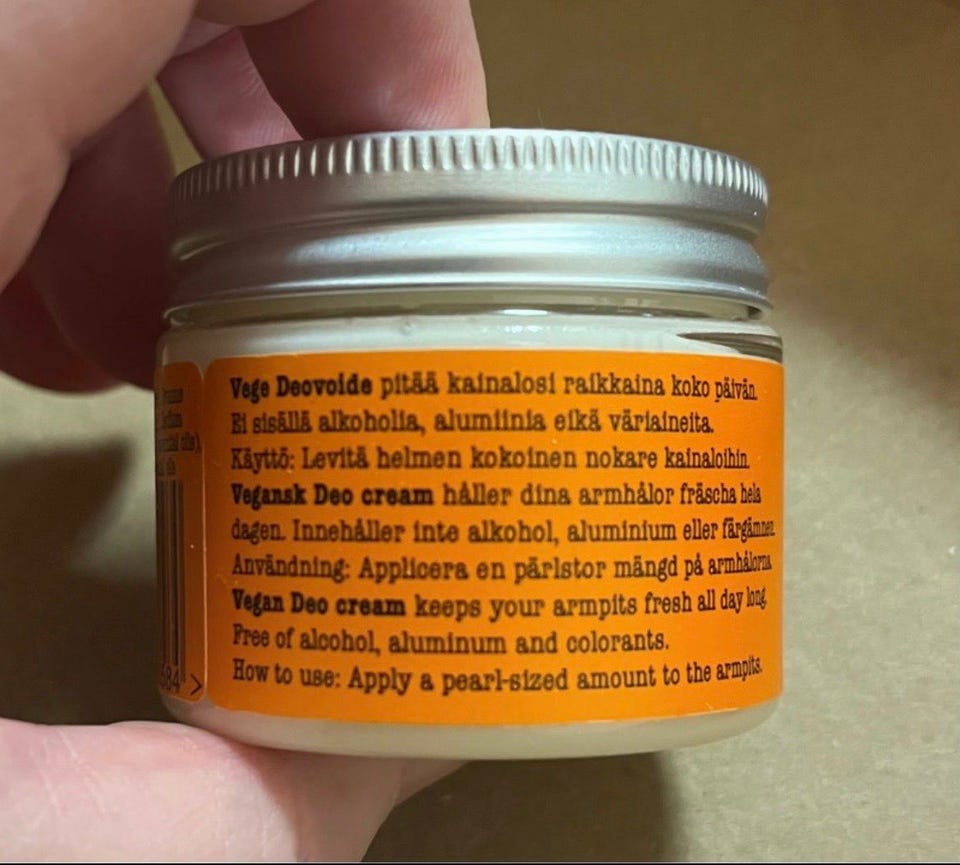 Vege Deovoide pitää kainalosi raikkaina koko päivän.
Ei sisällä alkoholia, alumiinia eikä väriaineita.
Käyttö: Levitä helmen kokoinen nokare kainaloihin.
Vegansk Deo cream håller dina armhålor fräscha hela
dagen. Innehåller inte alkohol, aluminium eller färgämnen.
Användning: Applicera en pärlstor mängd på armhålorna.
Vegan Deo cream keeps your armpits fresh all day long.
Free of alcohol, aluminum and colorants.
How to use: Apply a pearl-sized amount to the armpits.
84 >